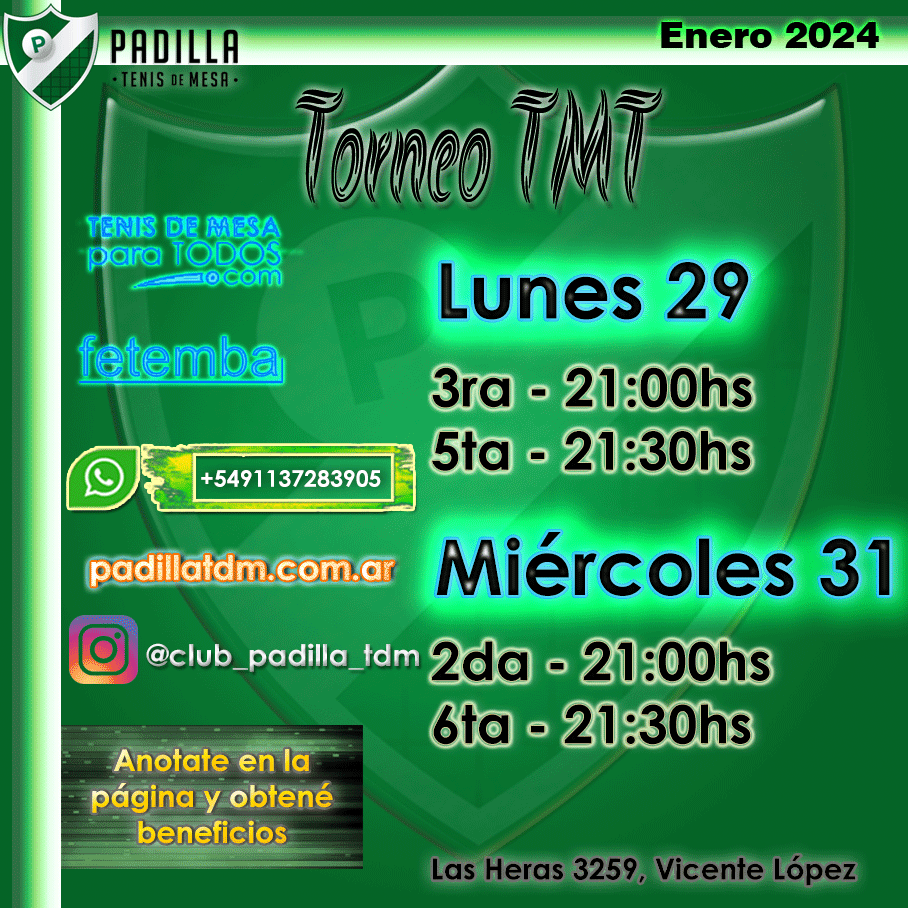 P
PADILLA
·TENIS DE MESA·
Enero 2024
Torneo TMT
TENIS DE MESA
para TODOS
.com
fetemba
+5491137283905
padillatdm.com.ar
@club_padilla_tdm
Anotate en la
página y obtené
beneficios
P
Lunes 29
3ra - 21:00hs
5ta - 21:30hs
Miércoles 31
2da - 21:00hs
6ta - 21:30hs
Las Heras 3259, Vicente López